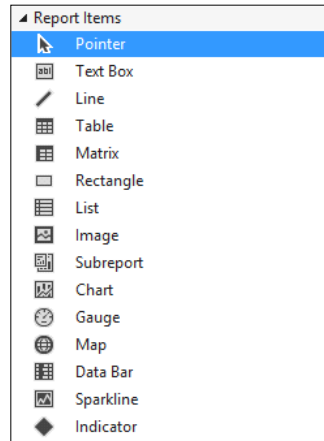 Report Items
Pointer
abl Text Box
Line
Table
Matrix
Rectangle
List
Image
Subreport
Chart
Gauge
Map
Data Bar
Sparkline
Indicator